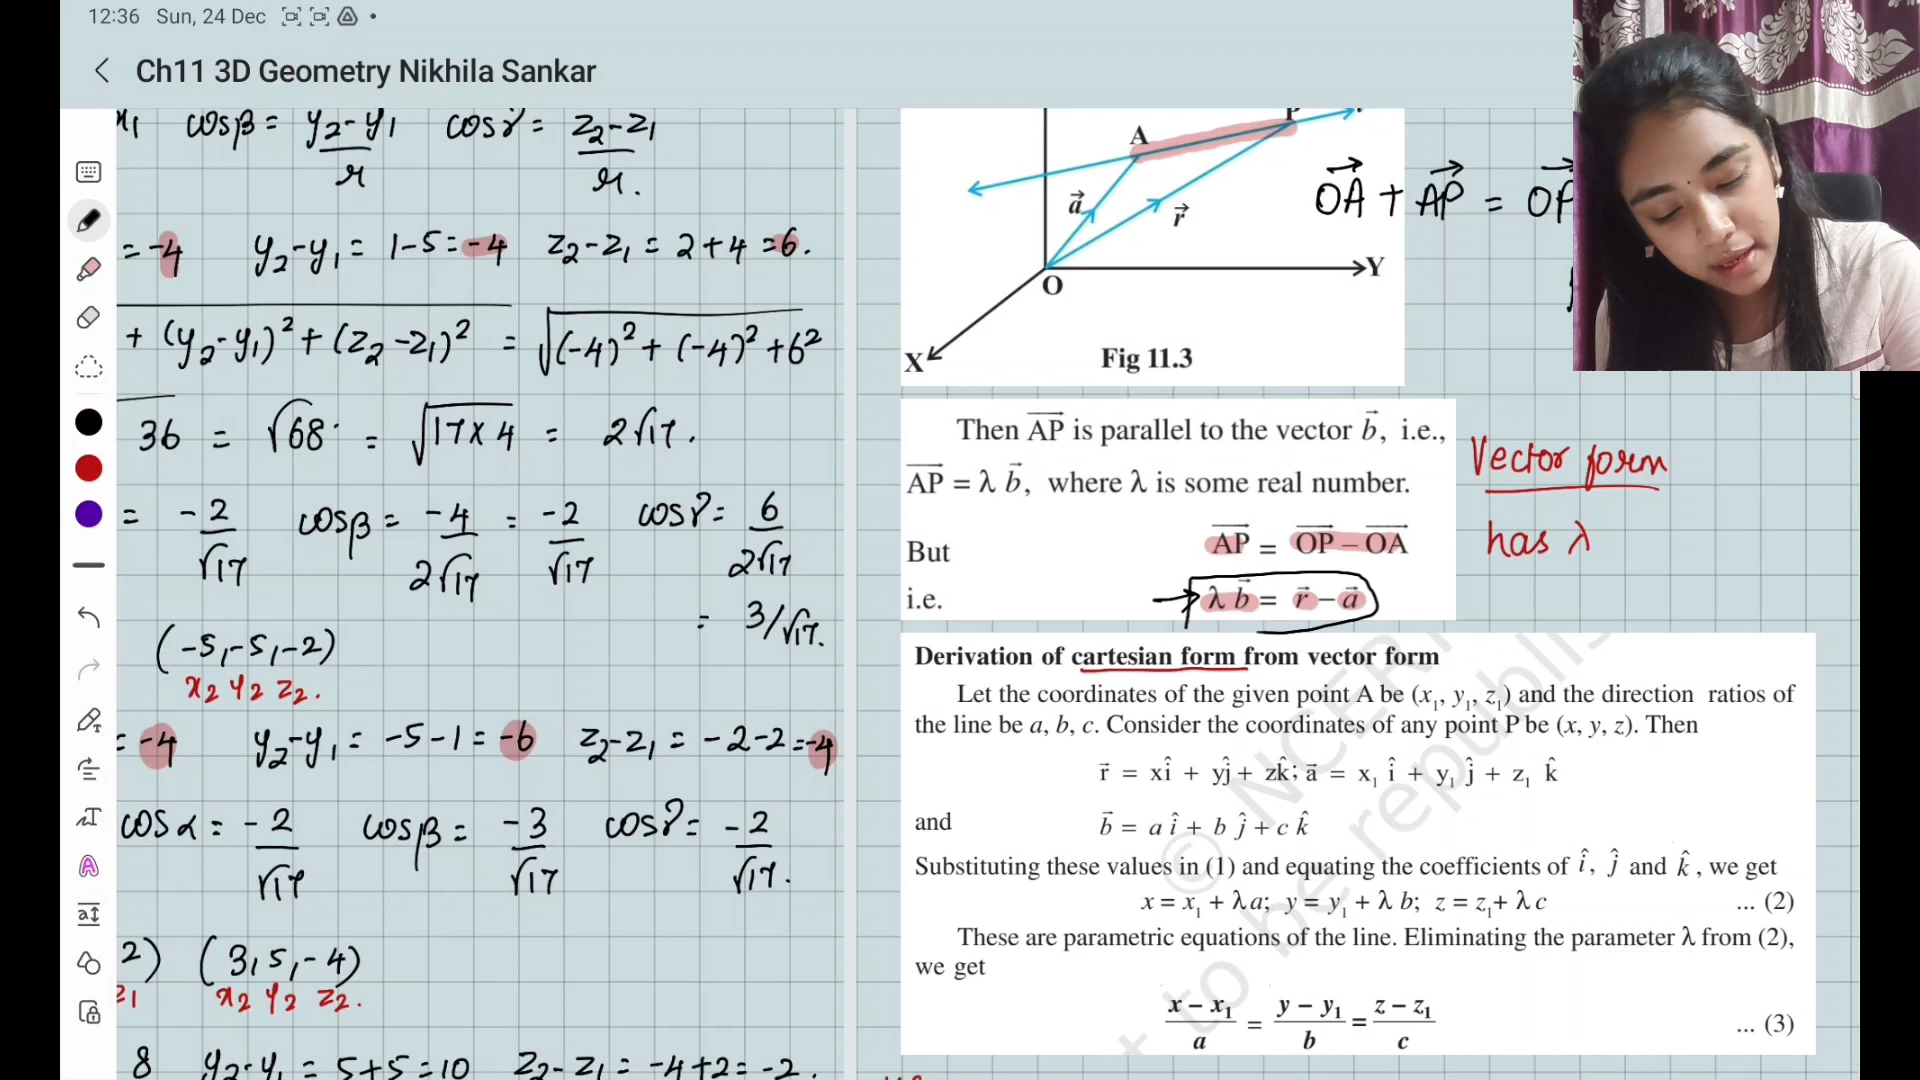 12:36 Sun, 24 Dec
Ch11 3D Geometry Nikhila Sankar
x1 cosβ = y2-y1/r cosγ = z2-z1/r.
= -4 y2-y1 = 1-5 = -4 z2-z1 = 2+4 = 6.
+ (y2-y1)² + (z2-z1)² = √(-4)² + (-4)² + 6²
36 = √68 = √17×4 = 2√17.
= -2/√17 cosβ = -4/2√17 = -2/√17 cosγ = 6/2√17
= 3/√17.
(-5,-5,-2)
x2 y2 z2.
= -4 y2-y1 = -5-1 = -6 z2-z1 = -2-2 = -4
cosα = -2/√17 cosβ = -3/√17 cosγ = -2/√17.
2) (3,5,-4)
z1 x2 y2 z2.
8 y2-y1 = 5+5 = 10 z2-z1 = -4+2 = -2.
A P
a⃗ r⃗
O Y
X
Fig 11.3
OA + AP = OP
Then AP is parallel to the vector b⃗, i.e.,
AP = λ b⃗, where λ is some real number.
But AP = OP – OA
i.e. λ b⃗ = r⃗ – a⃗
Vector form
has λ
Derivation of cartesian form from vector form
Let the coordinates of the given point A be (x1, y1, z1) and the direction ratios of
the line be a, b, c. Consider the coordinates of any point P be (x, y, z). Then
r⃗ = xî + yĵ + zk̂; a⃗ = x1 î + y1 ĵ + z1 k̂
and b⃗ = a î + b ĵ + c k̂
Substituting these values in (1) and equating the coefficients of î, ĵ and k̂, we get
x = x1 + λa; y = y1 + λ b; z = z1+ λ c ... (2)
These are parametric equations of the line. Eliminating the parameter λ from (2),
we get
x – x1/a = y – y1/b = z – z1/c ... (3)